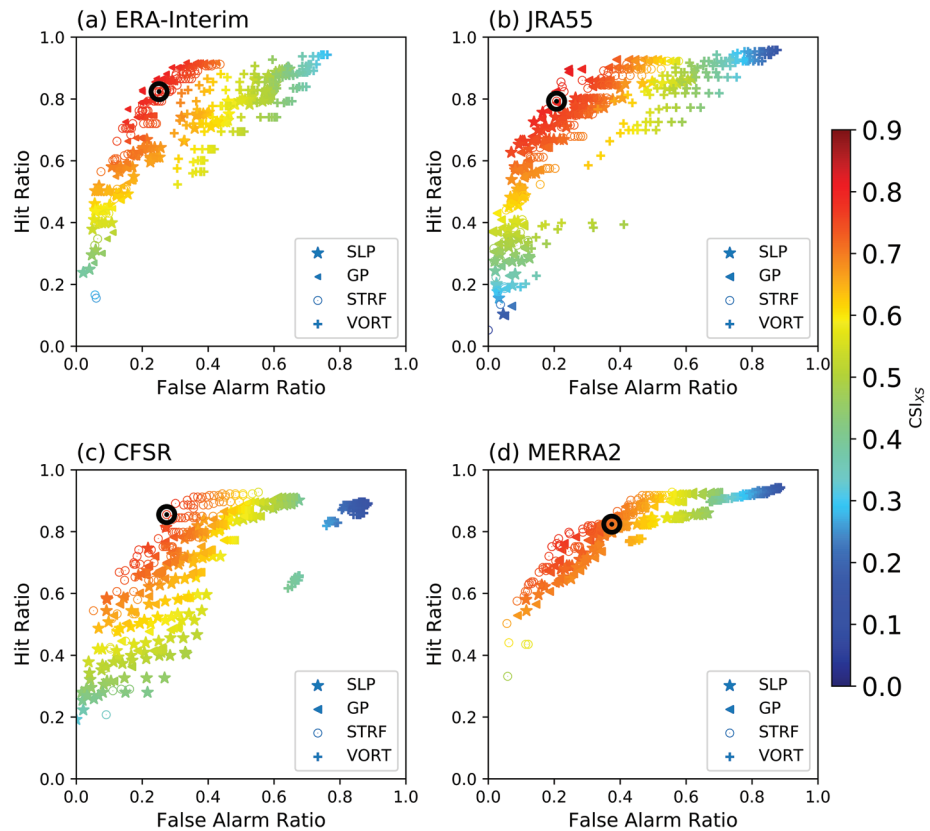 (a) ERA-Interim
(b) JRA55
1.0
0.8
0.6
0.4
0.2
0.0
Hit Ratio
SLP
GP
STRF
VORT
0.0 0.2 0.4 0.6 0.8 1.0
False Alarm Ratio
1.0
0.8
0.6
0.4
0.2
0.0
Hit Ratio
SLP
GP
STRF
VORT
0.0 0.2 0.4 0.6 0.8 1.0
False Alarm Ratio
(c) CFSR
(d) MERRA2
1.0
0.8
0.6
0.4
0.2
0.0
Hit Ratio
SLP
GP
STRF
VORT
0.0 0.2 0.4 0.6 0.8 1.0
False Alarm Ratio
1.0
0.8
0.6
0.4
0.2
0.0
Hit Ratio
SLP
GP
STRF
VORT
0.0 0.2 0.4 0.6 0.8 1.0
False Alarm Ratio
0.9
0.8
0.7
0.6
0.5
0.4
0.3
0.2
0.1
0.0
CSI_XS